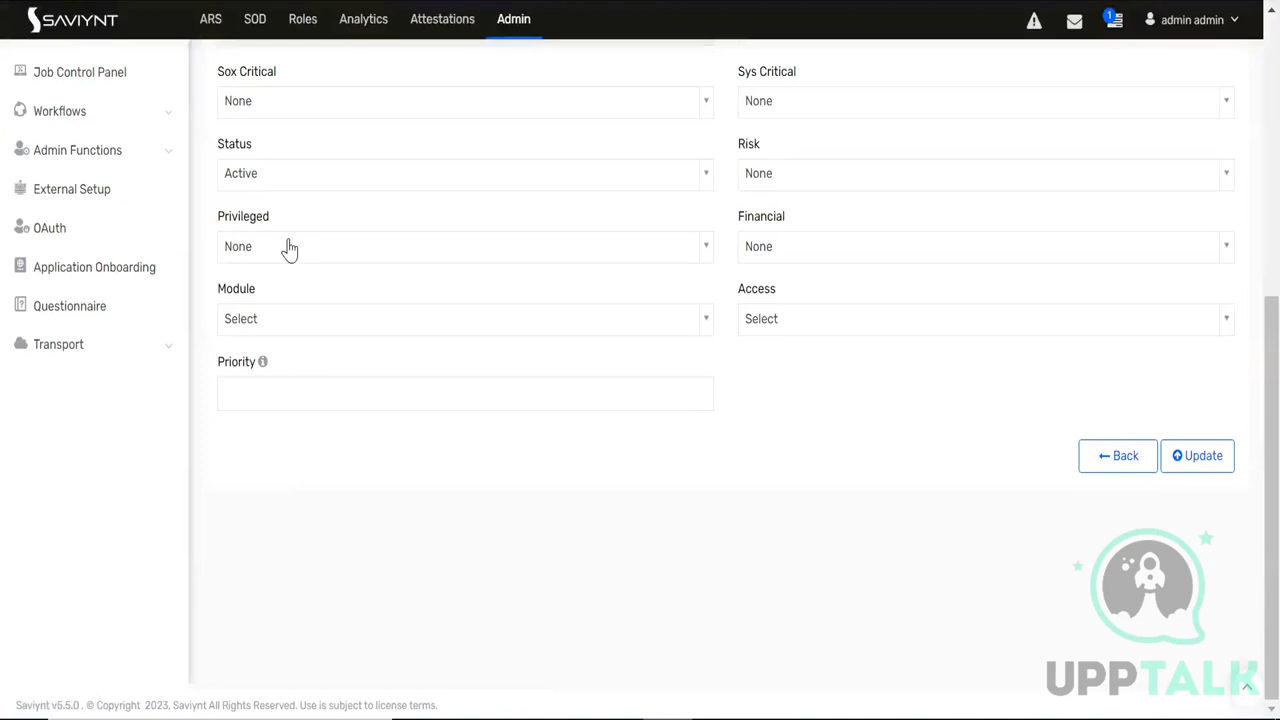 SAVIYNT
ARS SOD Roles Analytics Attestations Admin
1
admin admin
Job Control Panel
Workflows
Admin Functions
External Setup
OAuth
Application Onboarding
Questionnaire
Transport
Sox Critical
None
Sys Critical
None
Status
Active
Risk
None
Privileged
None
Financial
None
Module
Select
Access
Select
Priority
Back
Update
UPPTALK
Saviynt v5.5.0 , © Copyright 2023, Saviynt All Rights Reserved. Use is subject to license terms.